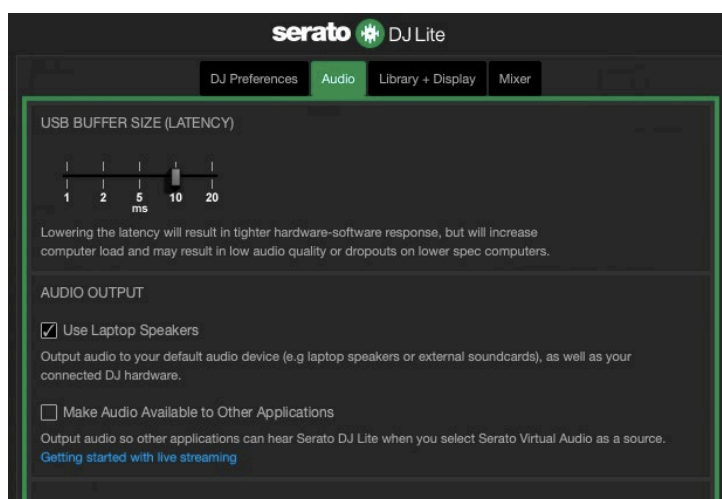 serato DJ Lite
DJ Preferences Audio Library + Display Mixer
USB BUFFER SIZE (LATENCY)
1 2 5 10 20
ms
Lowering the latency will result in tighter hardware-software response, but will increase
computer load and may result in low audio quality or dropouts on lower spec computers.
AUDIO OUTPUT
Use Laptop Speakers
Output audio to your default audio device (e.g laptop speakers or external soundcards), as well as your
connected DJ hardware.
Make Audio Available to Other Applications
Output audio so other applications can hear Serato DJ Lite when you select Serato Virtual Audio as a source.
Getting started with live streaming